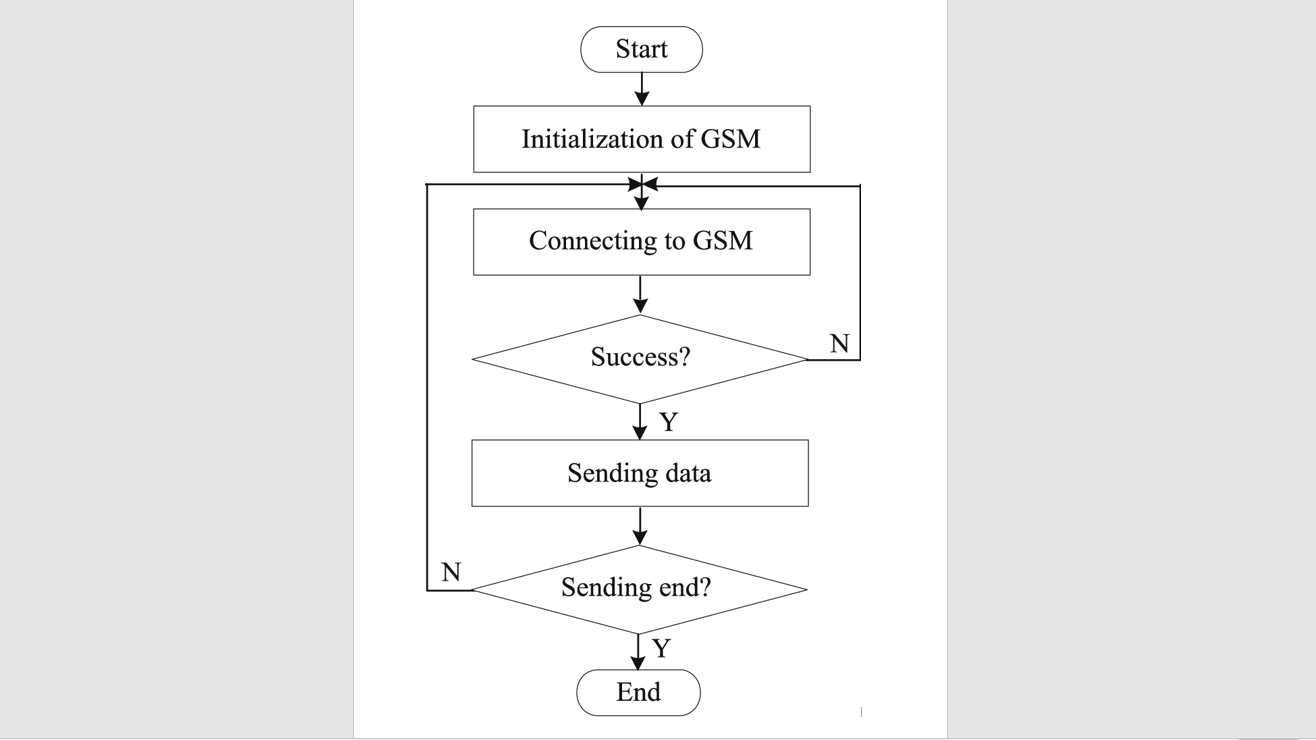 Start
Initialization of GSM
Connecting to GSM
Success?
N
Y
Sending data
N
Sending end?
Y
End